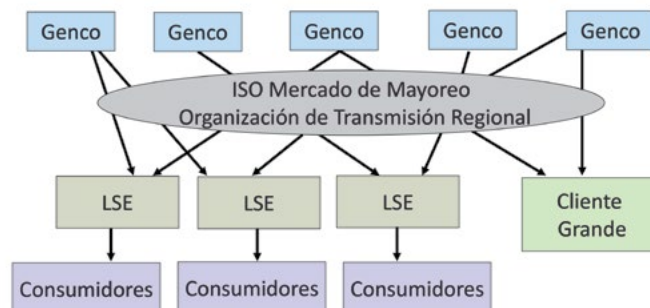 Genco
Genco
Genco
Genco
Genco
ISO Mercado de Mayoreo
Organización de Transmisión Regional
LSE
LSE
LSE
Cliente
Grande
Consumidores
Consumidores
Consumidores